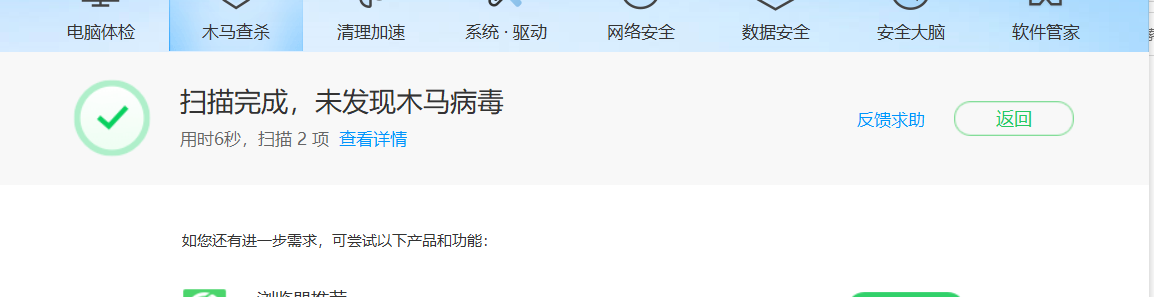 电脑体检 木马查杀 清理加速 系统 · 驱动 网络安全 数据安全 安全大脑 软件管家
扫描完成，未发现木马病毒
用时6秒，扫描 2 项 查看详情
反馈求助 返回
如您还有进一步需求，可尝试以下产品和功能：